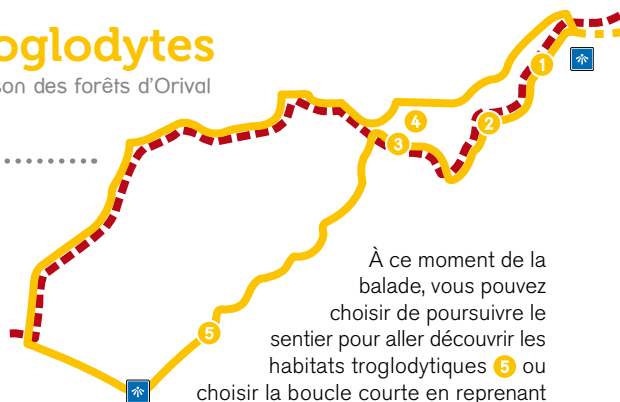 oglodytes
son des forêts d'Orival
1
2
4
3
5
À ce moment de la
balade, vous pouvez
choisir de poursuivre le
sentier pour aller découvrir les
habitats troglodytiques 5 ou
choisir la boucle courte en reprenant